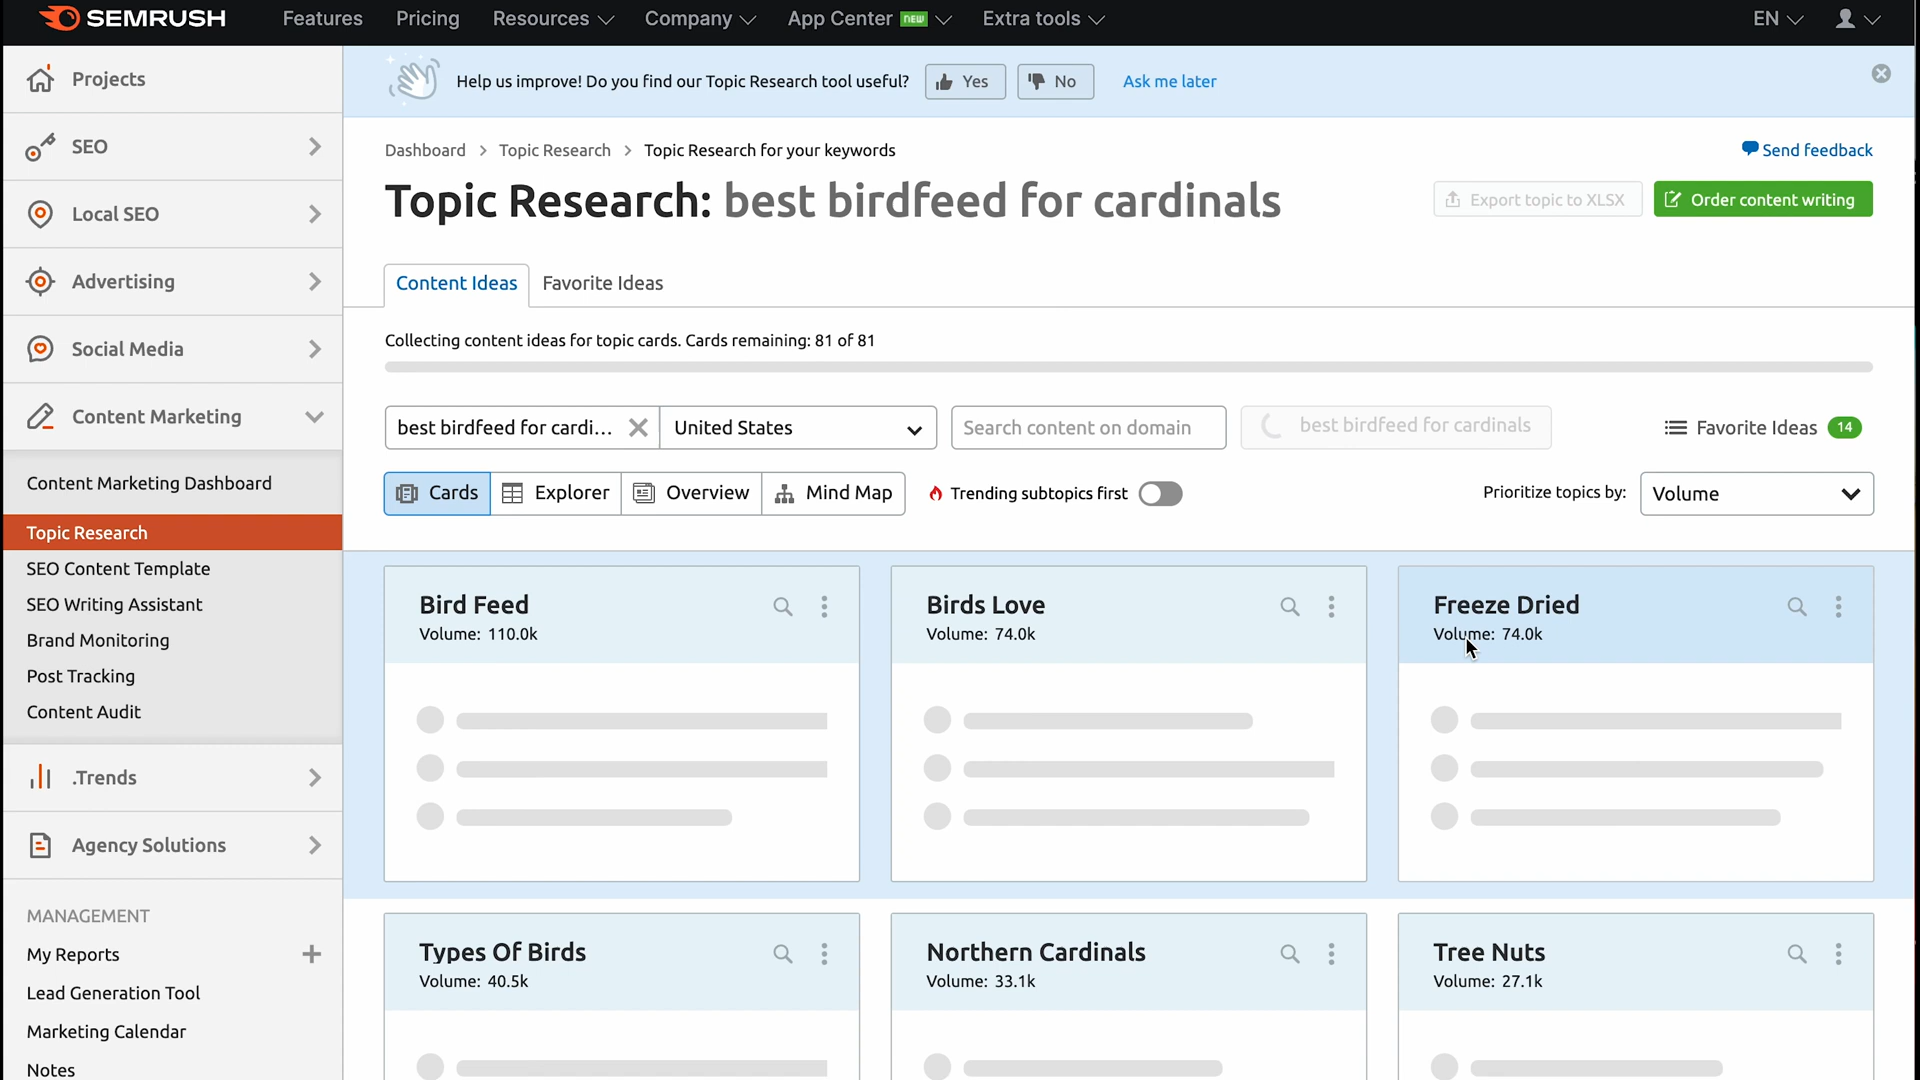 SEMRUSH
Features Pricing Resources Company App Center NEW Extra tools EN
Projects
SEO
Local SEO
Advertising
Social Media
Content Marketing
Content Marketing Dashboard
Topic Research
SEO Content Template
SEO Writing Assistant
Brand Monitoring
Post Tracking
Content Audit
.Trends
Agency Solutions
MANAGEMENT
My Reports
Lead Generation Tool
Marketing Calendar
Notes
Help us improve! Do you find our Topic Research tool useful? Yes No Ask me later
Dashboard > Topic Research > Topic Research for your keywords
Send feedback
Topic Research: best birdfeed for cardinals
Export topic to XLSX
Order content writing
Content Ideas Favorite Ideas
Collecting content ideas for topic cards. Cards remaining: 81 of 81
best birdfeed for cardi... United States Search content on domain best birdfeed for cardinals Favorite Ideas 14
Cards Explorer Overview Mind Map Trending subtopics first Prioritize topics by: Volume
Bird Feed
Volume: 110.0k
Birds Love
Volume: 74.0k
Freeze Dried
Volume: 74.0k
Types Of Birds
Volume: 40.5k
Northern Cardinals
Volume: 33.1k
Tree Nuts
Volume: 27.1k